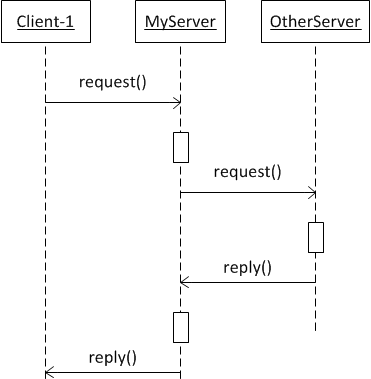 Client-1 MyServer OtherServer
request()
request()
reply()
reply()